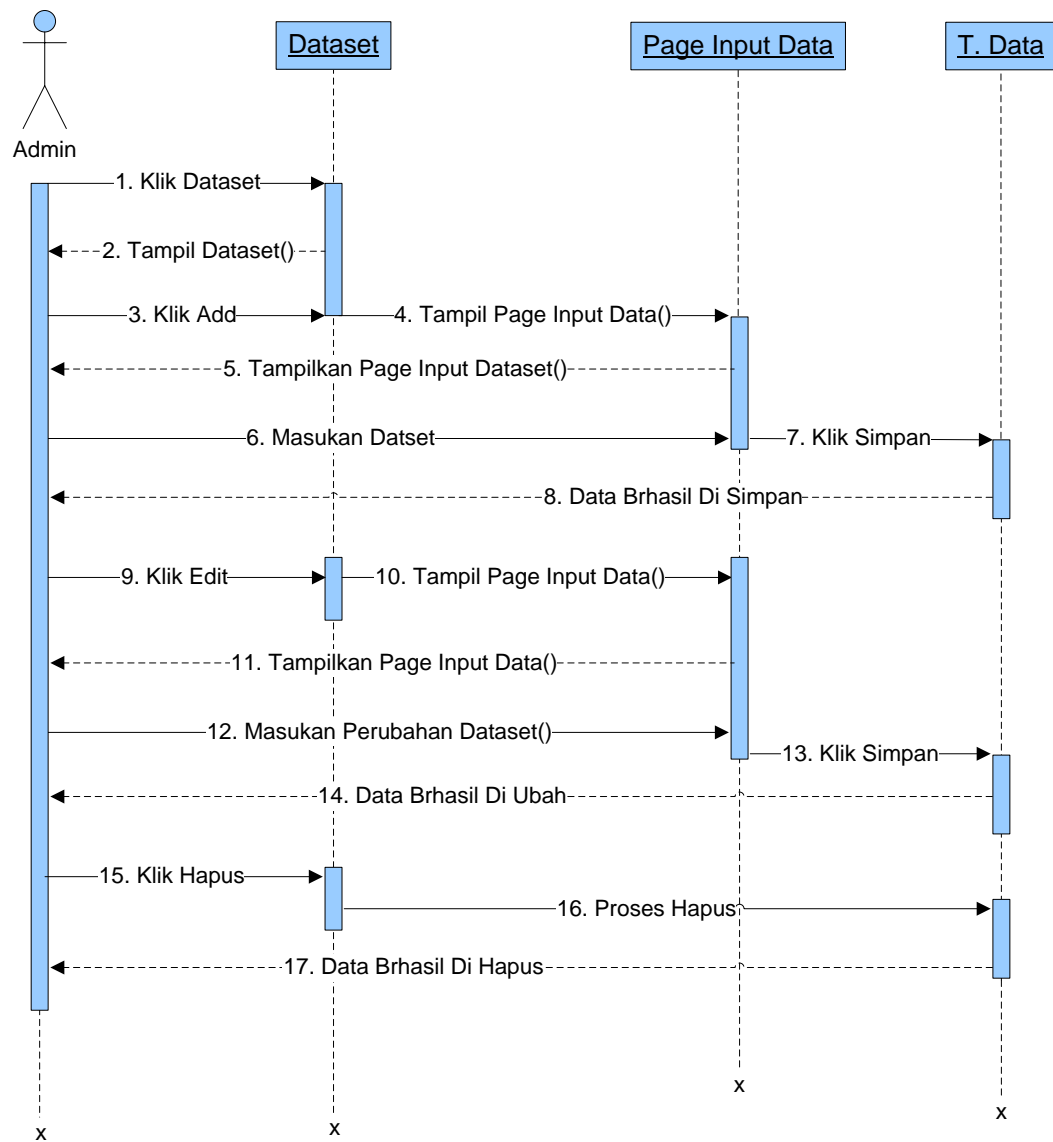 Dataset
Page Input Data
T. Data
Admin
1. Klik Dataset
2. Tampil Dataset()
3. Klik Add
4. Tampil Page Input Data()
5. Tampilkan Page Input Dataset()
6. Masukan Datset
7. Klik Simpan
8. Data Brhasil Di Simpan
9. Klik Edit
10. Tampil Page Input Data()
11. Tampilkan Page Input Data()
12. Masukan Perubahan Dataset()
13. Klik Simpan
14. Data Brhasil Di Ubah
15. Klik Hapus
16. Proses Hapus
17. Data Brhasil Di Hapus
x
x
x
x